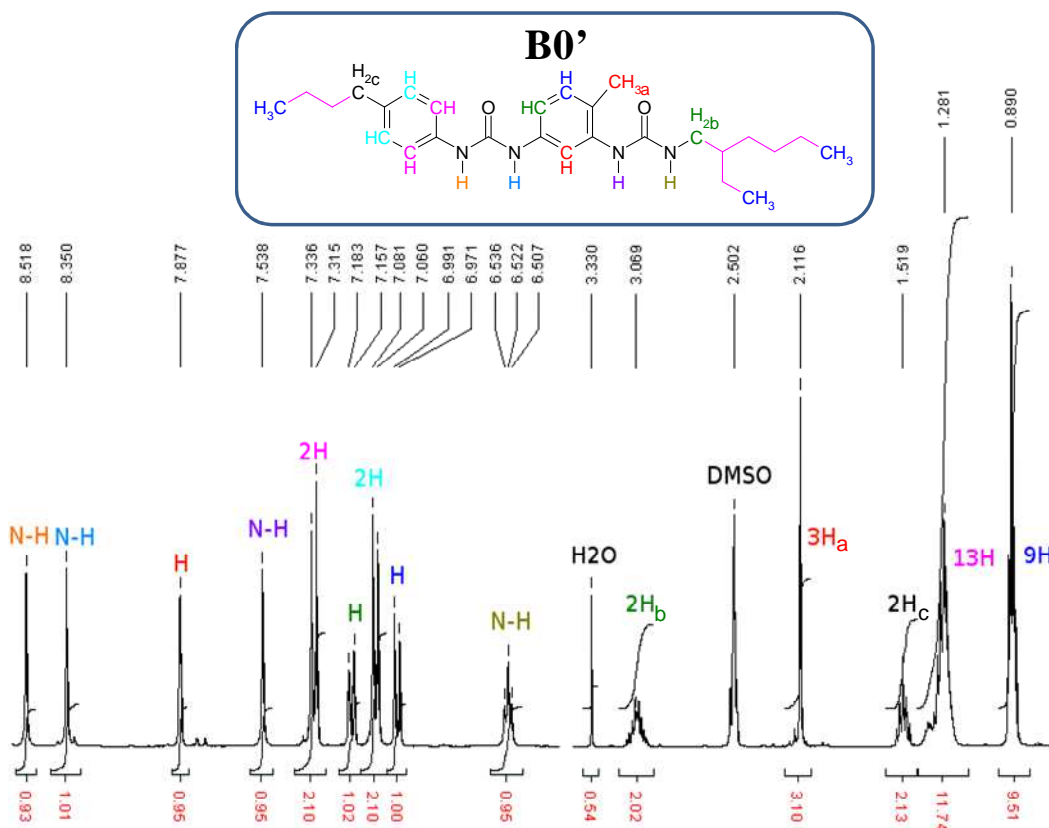 B0’
H2c
H
CH3a
H
H3C
CH
HC
O
HC
O
H2b
HC
N
N
N
N
C
H
H
H
H
H
H
CH3
CH3
8.518
8.350
7.877
7.538
7.336
7.315
7.183
7.157
7.081
7.060
6.991
6.971
6.536
6.522
6.507
3.330
3.069
2.502
2.116
1.519
1.281
0.890
N-H
N-H
H
N-H
2H
H
2H
H
N-H
H2O
2Hb
DMSO
3Ha
2Hc
13H
9H
0.93
1.01
0.95
0.95
2.10
1.02
2.10
1.00
0.95
0.54
2.02
3.10
2.13
11.74
9.51